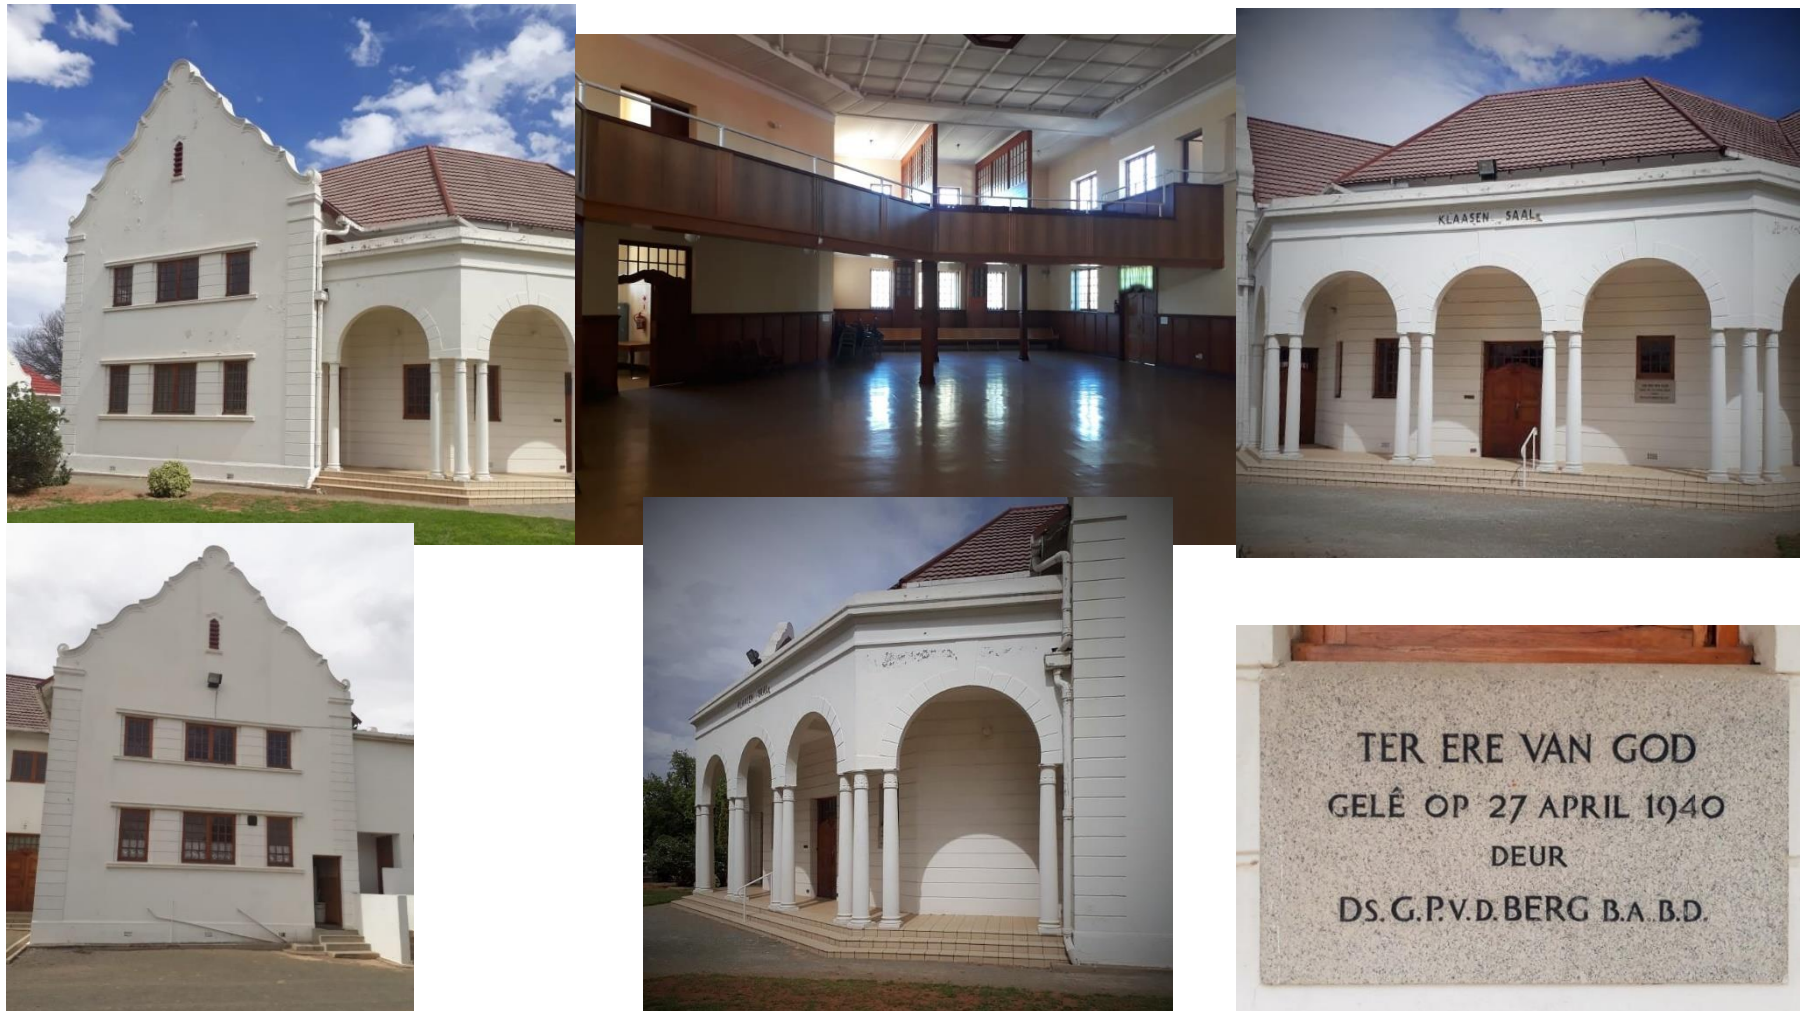 KLAASEN SAAL
TER ERE VAN GOD
GELÊ OP 27 APRIL 1940
DEUR
DS. G.P.V.D. BERG B.A. B.D.